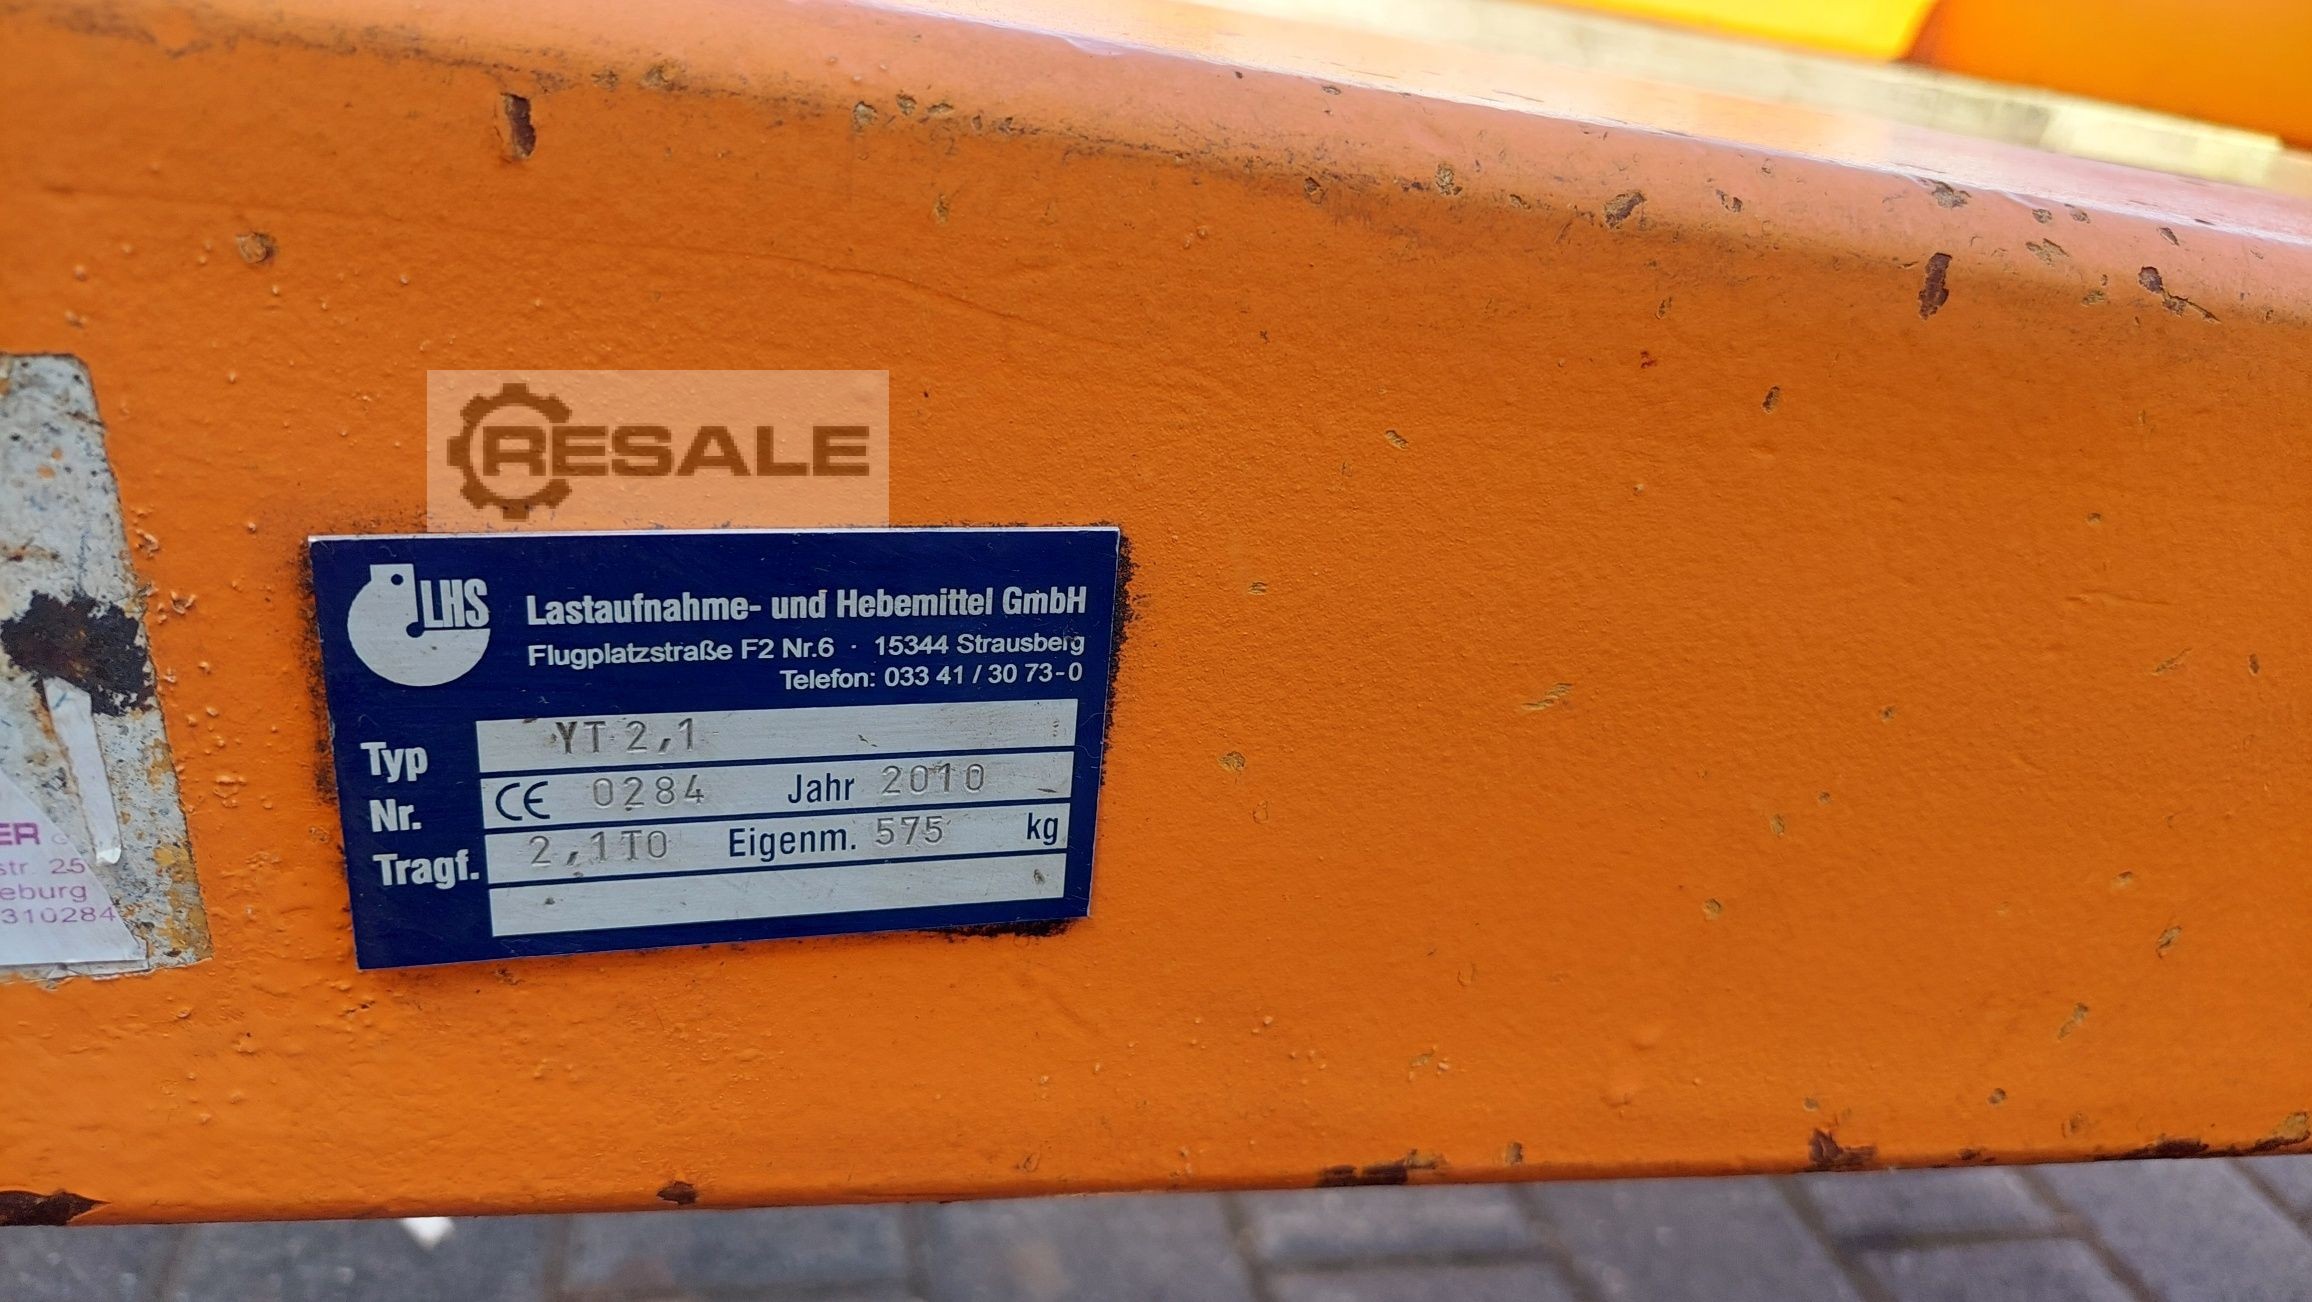 RESALE
LHS
Lastaufnahme- und Hebemittel GmbH
Flugplatzstraße F2 Nr.6 · 15344 Strausberg
Telefon: 033 41 / 30 73-0
Typ YT 2,1
Nr. CE 0284 Jahr 2010
Tragf. 2,1TO Eigenm. 575 kg
ER
str 25
eburg
310284